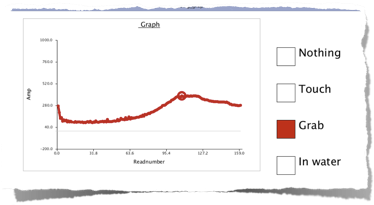 Graph
1000.0
760.0
520.0
280.0
40.0
-200.0
Amp
0.0 31.8 63.6 95.4 127.2 159.0
Readnumber
Nothing
Touch
Grab
In water